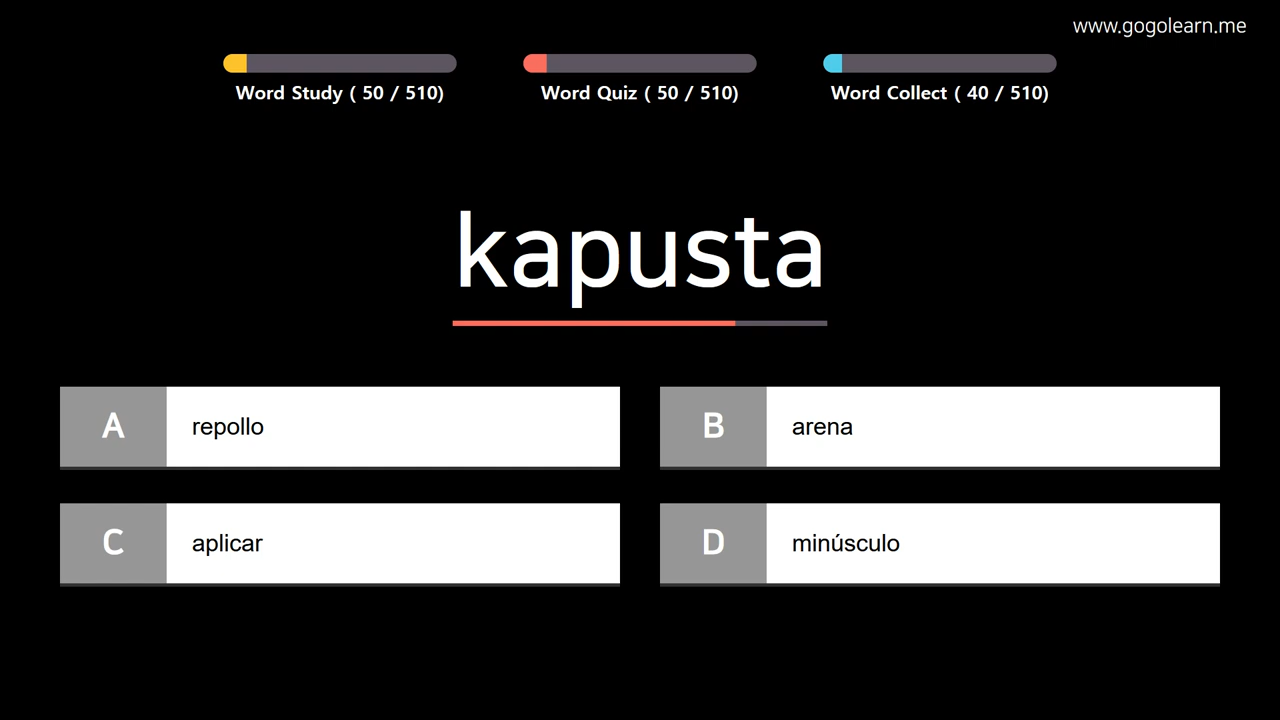 www.gogolearn.me
Word Study ( 50 / 510)
Word Quiz ( 50 / 510)
Word Collect ( 40 / 510)
kapusta
A
repollo
B
arena
C
aplicar
D
minúsculo